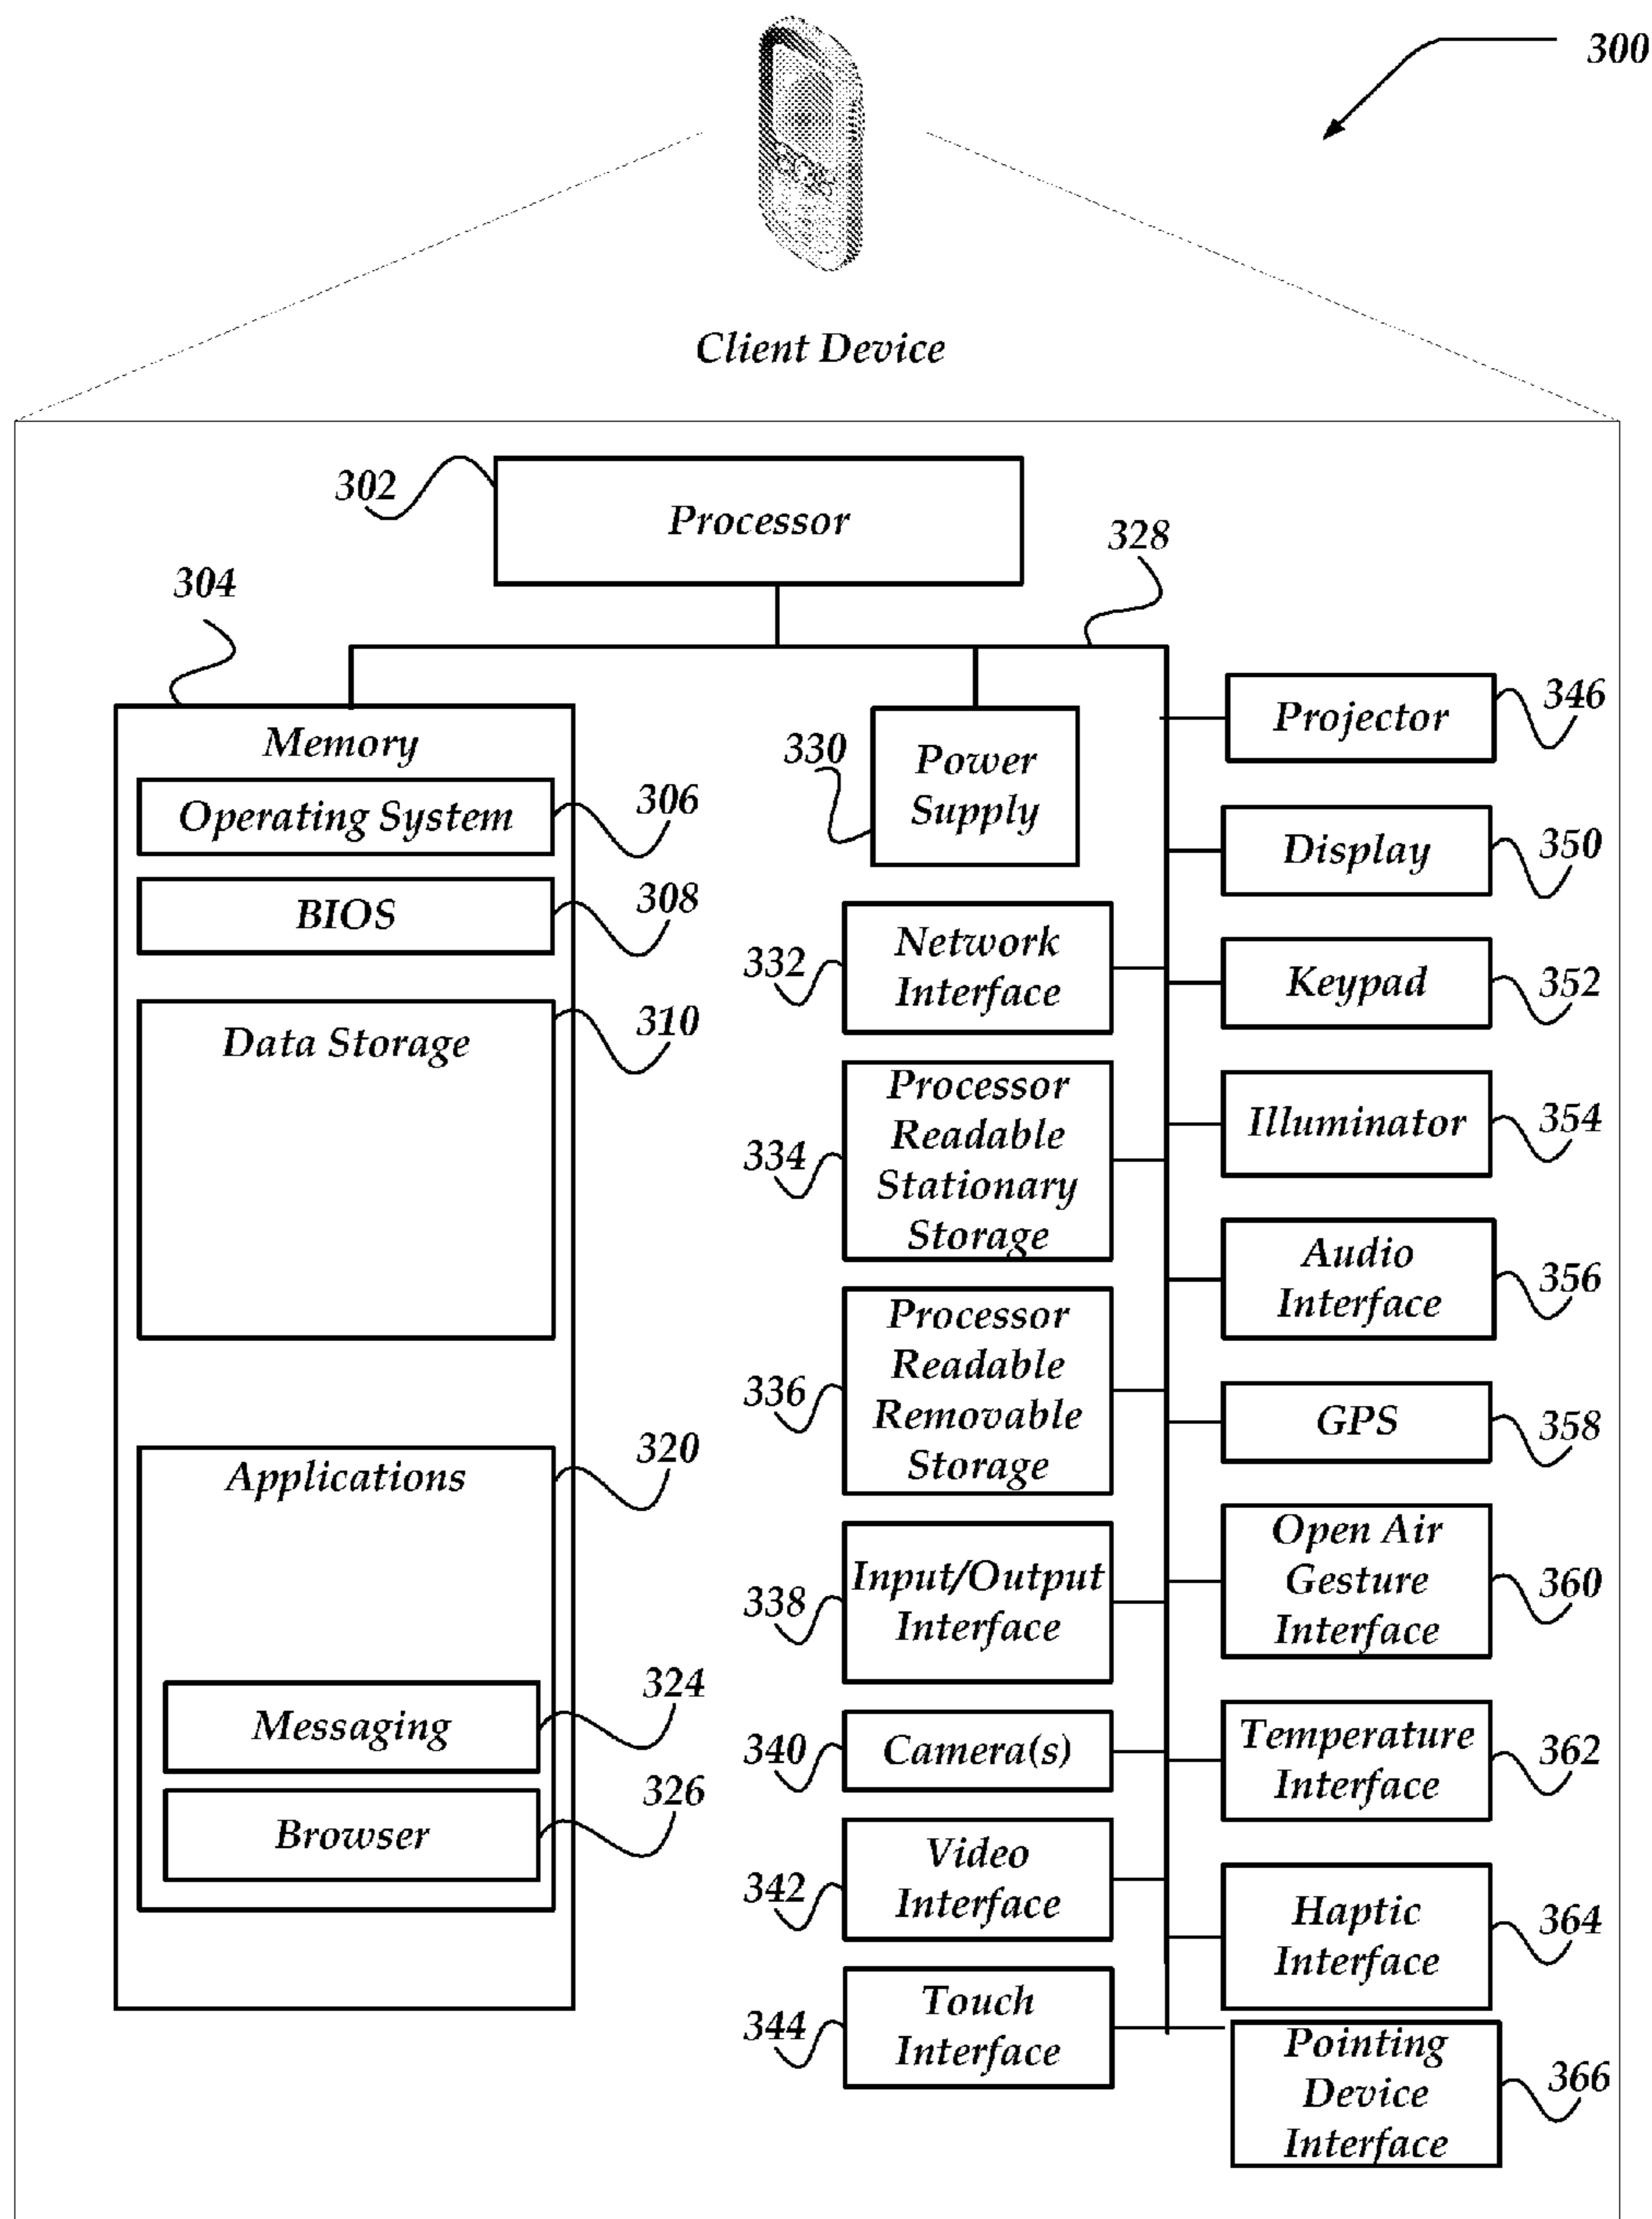 300
Client Device
302
Processor
328
304
Memory
Operating System
306
BIOS
308
Data Storage
310
Applications
320
Messaging
324
Browser
326
330
Power
Supply
332
Network
Interface
334
Processor
Readable
Stationary
Storage
336
Processor
Readable
Removable
Storage
338
Input/Output
Interface
340
Camera(s)
342
Video
Interface
344
Touch
Interface
Projector
346
Display
350
Keypad
352
Illuminator
354
Audio
Interface
356
GPS
358
Open Air
Gesture
Interface
360
Temperature
Interface
362
Haptic
Interface
364
Pointing
Device
Interface
366